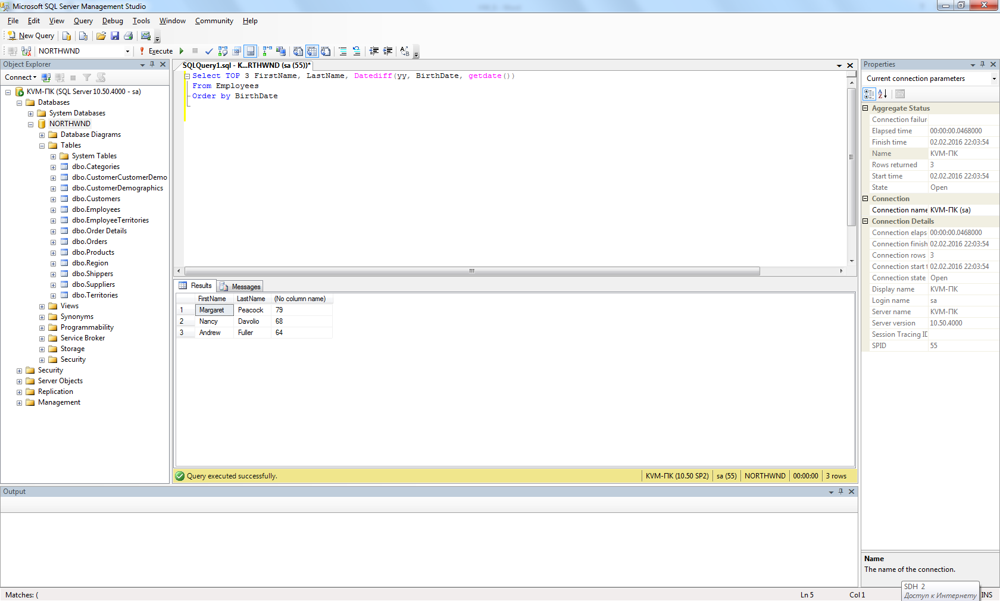 Microsoft SQL Server Management Studio
File Edit View Query Debug Tools Window Community Help
New Query
NORTHWND Execute
Object Explorer
Connect
KVM-ПК (SQL Server 10.50.4000 - sa)
Databases
System Databases
NORTHWND
Database Diagrams
Tables
System Tables
dbo.Categories
dbo.CustomerCustomerDemo
dbo.CustomerDemographics
dbo.Customers
dbo.Employees
dbo.EmployeeTerritories
dbo.Order Details
dbo.Orders
dbo.Products
dbo.Region
dbo.Shippers
dbo.Suppliers
dbo.Territories
Views
Synonyms
Programmability
Service Broker
Storage
Security
Security
Server Objects
Replication
Management
SQLQuery1.sql - K...RTHWND (sa (55))*
Select TOP 3 FirstName, LastName, Datediff(yy, BirthDate, getdate())
From Employees
Order by BirthDate
Results Messages
FirstName LastName (No column name)
1 Margaret Peacock 79
2 Nancy Davolio 68
3 Andrew Fuller 64
Query executed successfully. KVM-ПК (10.50 SP2) sa (55) NORTHWND 00:00:00 3 rows
Properties
Current connection parameters
Aggregate Status
Connection failur
Elapsed time 00:00:00.0468000
Finish time 02.02.2016 22:03:54
Name KVM-ПК
Rows returned 3
Start time 02.02.2016 22:03:54
State Open
Connection
Connection name KVM-ПК (sa)
Connection Details
Connection elaps 00:00:00.0468000
Connection finish 02.02.2016 22:03:54
Connection rows 3
Connection start t 02.02.2016 22:03:54
Connection state Open
Display name KVM-ПК
Login name sa
Server name KVM-ПК
Server version 10.50.4000
Session Tracing ID
SPID 55
Name
The name of the connection.
Output
Matches: ( Ln 5 Col 1 INS
SDH 2
Доступ к Интернету